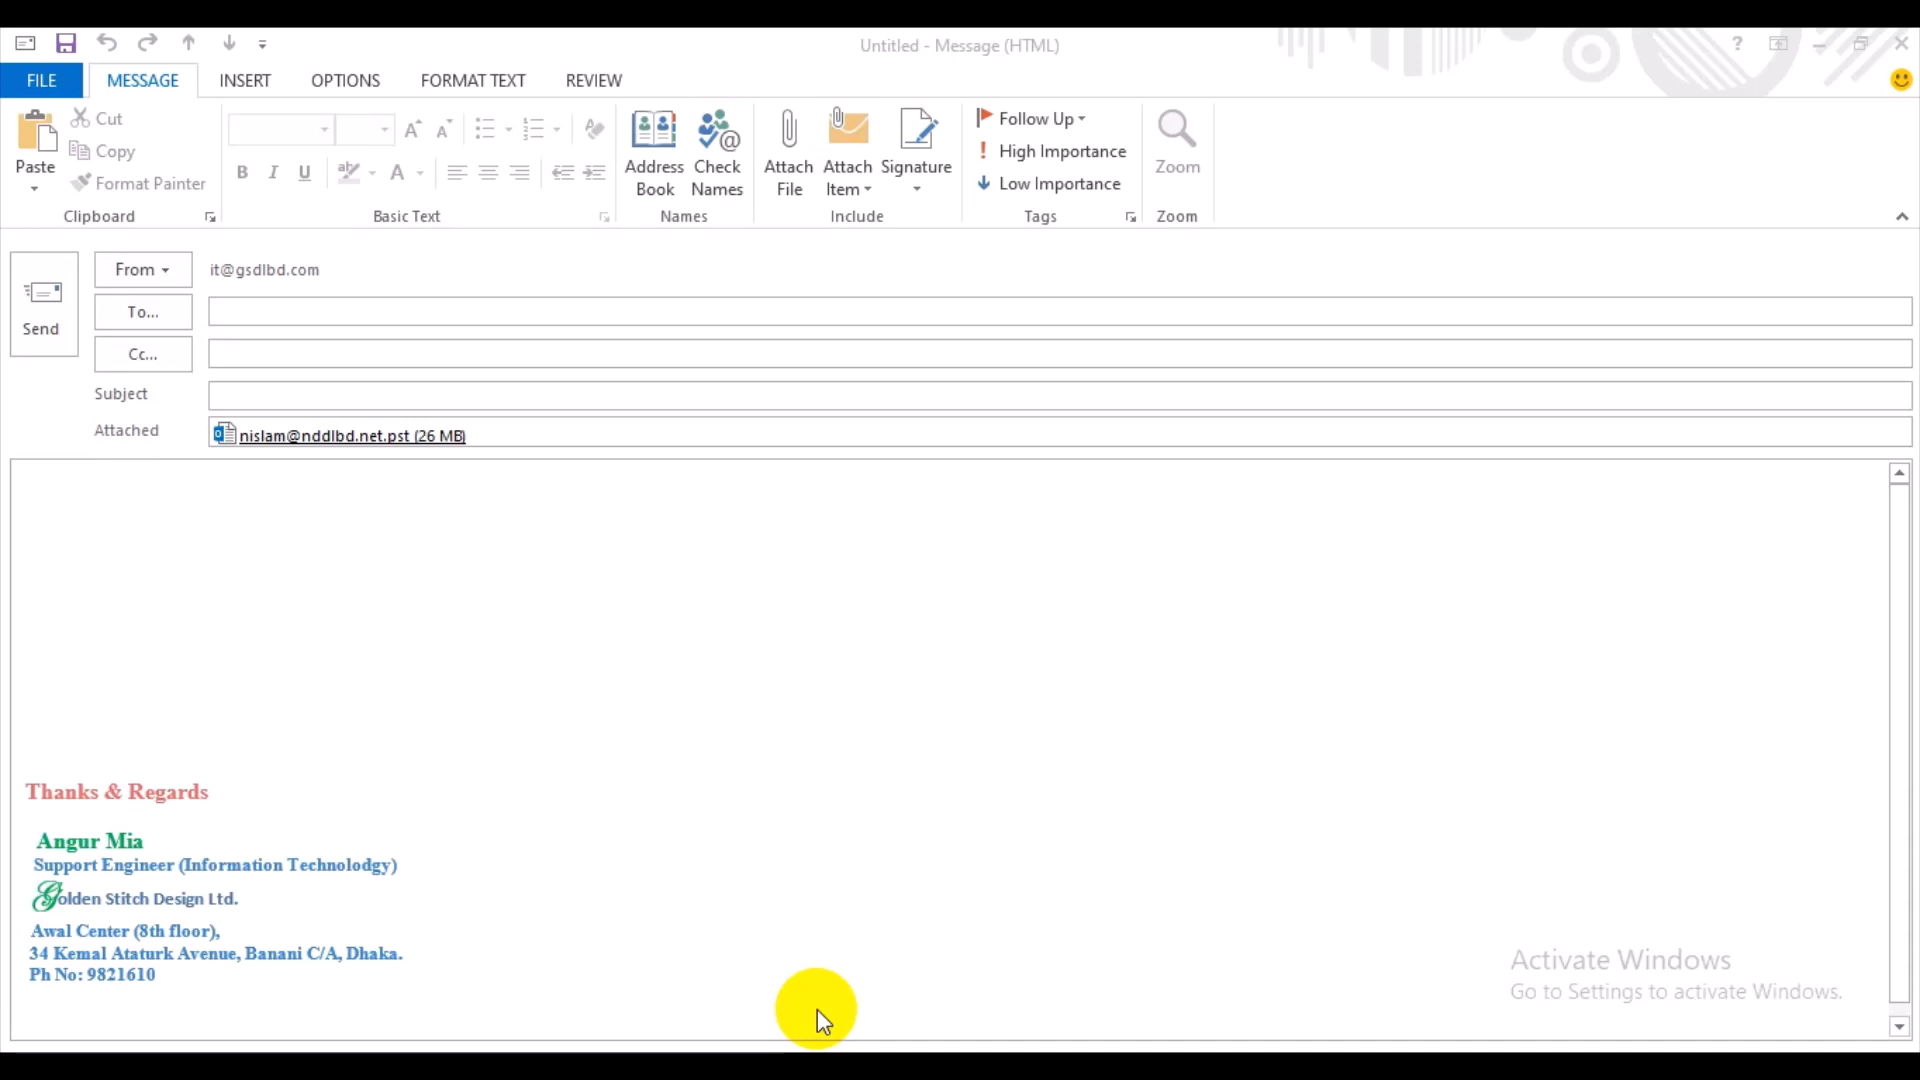 Untitled - Message (HTML)
?
FILE MESSAGE INSERT OPTIONS FORMAT TEXT REVIEW
Paste
Cut
Copy
Format Painter
Clipboard
B I U
Basic Text
Address Book
Check Names
Names
Attach File
Attach Item
Signature
Include
Follow Up
High Importance
Low Importance
Tags
Zoom
Zoom
Send
From it@gsdlbd.com
To...
Cc...
Subject
Attached nislam@nddlbd.net.pst (26 MB)
Thanks & Regards
Angur Mia
Support Engineer (Information Technolodgy)
Golden Stitch Design Ltd.
Awal Center (8th floor),
34 Kemal Ataturk Avenue, Banani C/A, Dhaka.
Ph No: 9821610
Activate Windows
Go to Settings to activate Windows.